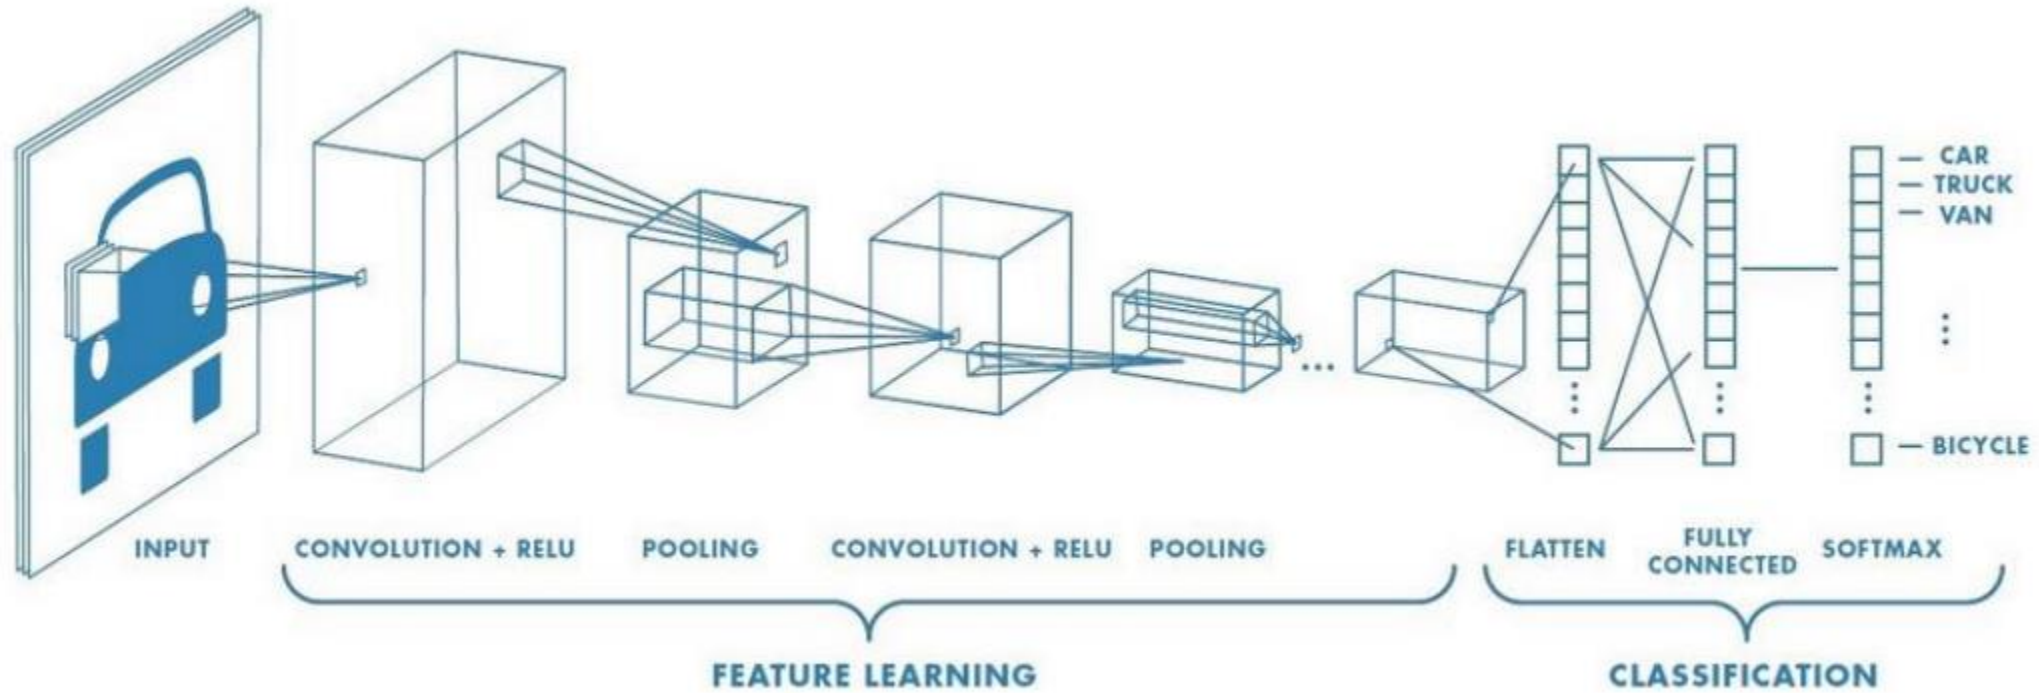 CAR
TRUCK
VAN
BICYCLE
INPUT
CONVOLUTION + RELU
POOLING
CONVOLUTION + RELU
POOLING
FLATTEN
FULLY
CONNECTED
SOFTMAX
FEATURE LEARNING
CLASSIFICATION